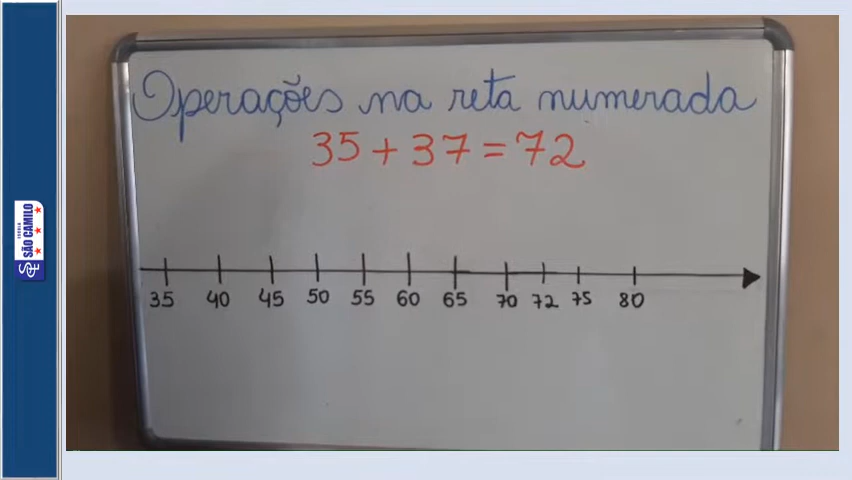 Operações na reta numerada
35 + 37 = 72
35 40 45 50 55 60 65 70 72 75 80
ESCOLA
SÃO CAMILO